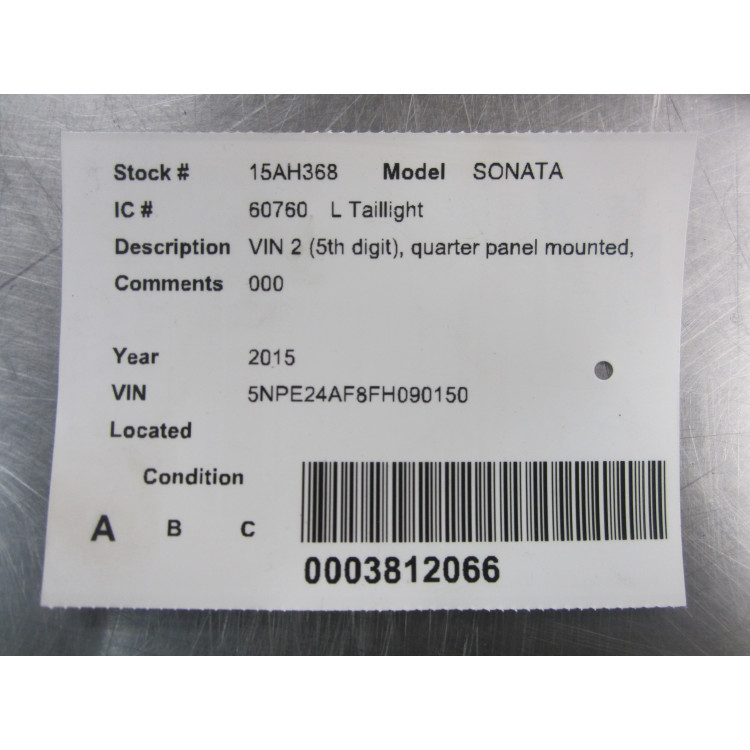 Stock # 15AH368 Model SONATA
IC # 60760 L Taillight
Description VIN 2 (5th digit), quarter panel mounted,
Comments 000
Year 2015
VIN 5NPE24AF8FH090150
Located
Condition
A B C
0003812066